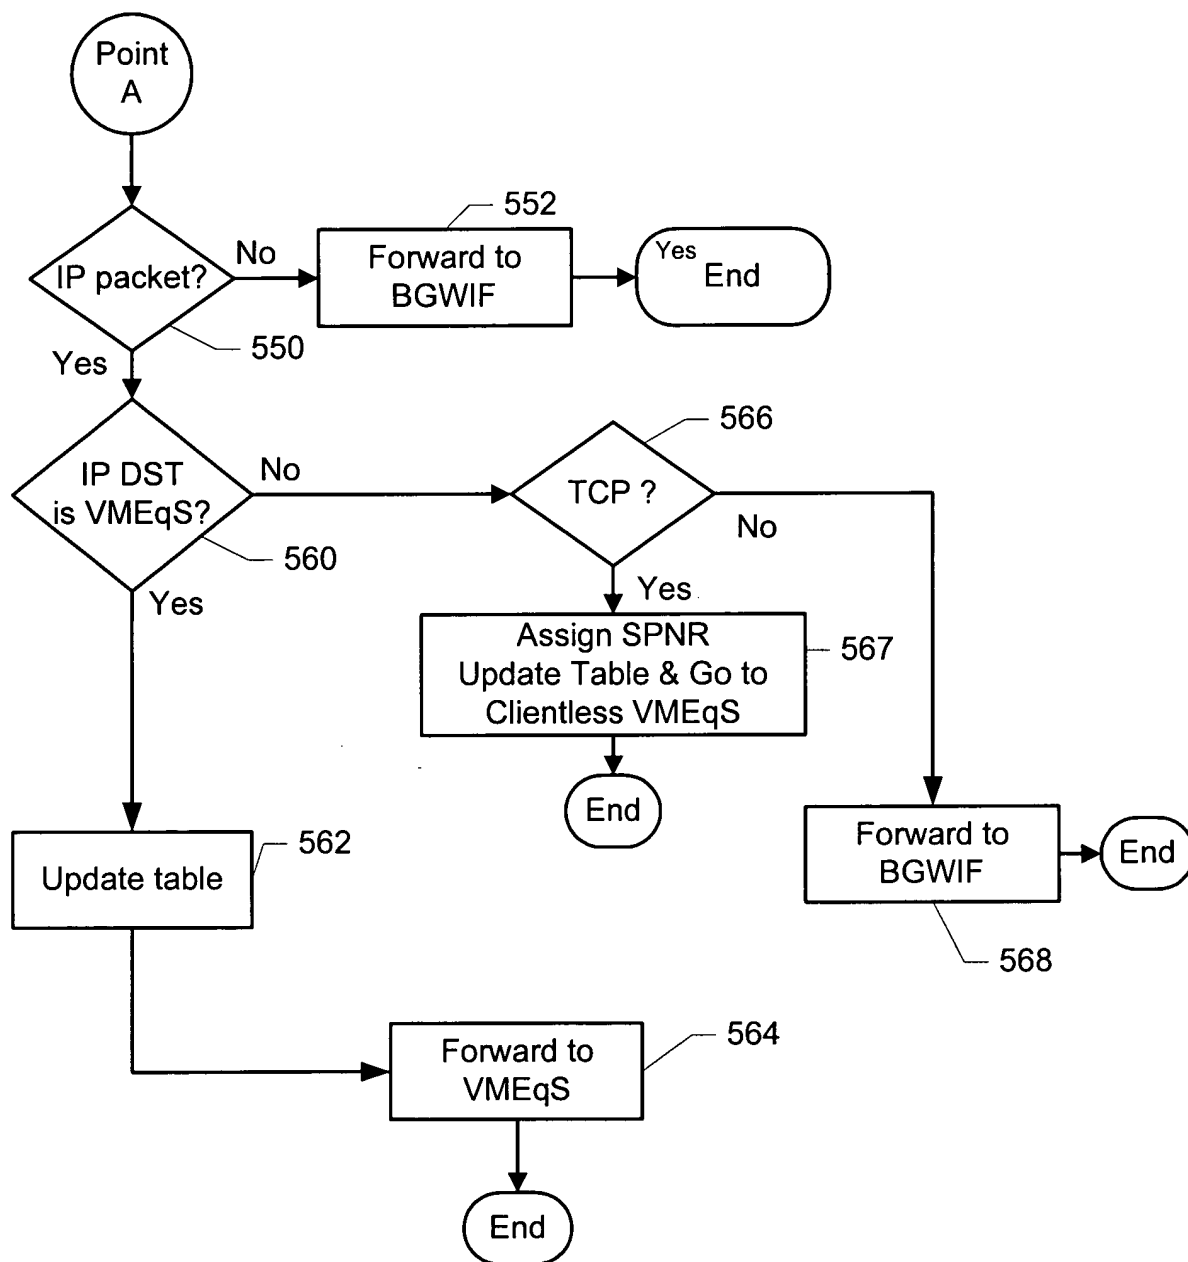 Point
A
552
IP packet?
No
Forward to
BGWIF
Yes
End
550
Yes
566
IP DST
is VMEqS?
No
TCP ?
No
560
Yes
Yes
Assign SPNR
Update Table & Go to
Clientless VMEqS
567
End
562
Update table
Forward to
BGWIF
End
568
564
Forward to
VMEqS
End